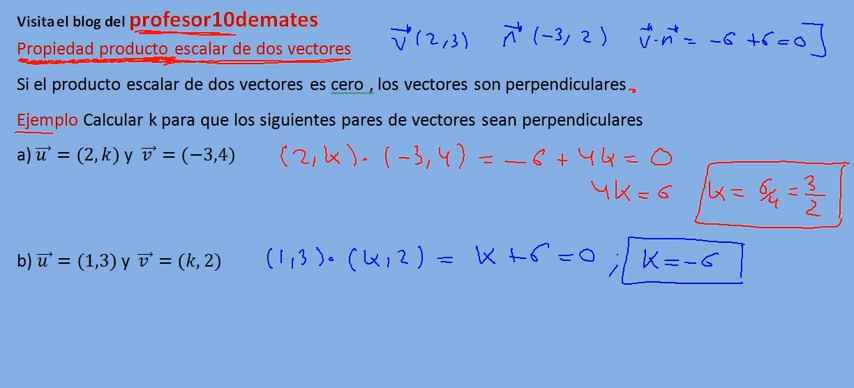 Visita el blog del profesor10demates
Propiedad producto escalar de dos vectores
v⃗(2,3) n⃗(-3,2) v⃗·n⃗ = -6+6=0]
Si el producto escalar de dos vectores es cero , los vectores son perpendiculares.
Ejemplo Calcular k para que los siguientes pares de vectores sean perpendiculares
a) u⃗ = (2,k) y v⃗ = (−3,4) (2,k)·(-3,4) = -6+4k=0
4k=6 k= 6/4 = 3/2
b) u⃗ = (1,3) y v⃗ = (k,2) (1,3)·(k,2) = k+6=0 ; k=-6